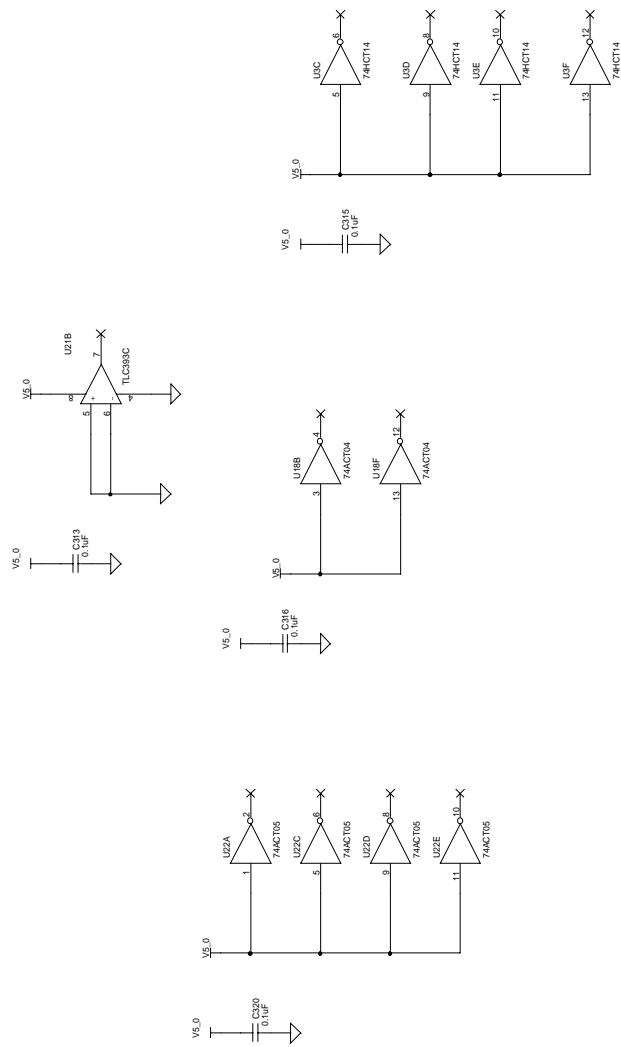 6
U3C
74HCT14
5
8
U3D
74HCT14
9
10
U3E
74HCT14
11
12
U3F
74HCT14
13
V5_0
V5_0
C315
0.1uF
U21B
7
TLC393C
V5_0
8
+
-
4
5
6
V5_0
C313
0.1uF
4
U18B
74ACT04
3
12
U18F
74ACT04
13
V5_0
V5_0
C316
0.1uF
2
U22A
74ACT05
1
6
U22C
74ACT05
5
8
U22D
74ACT05
9
10
U22E
74ACT05
11
V5_0
V5_0
C320
0.1uF